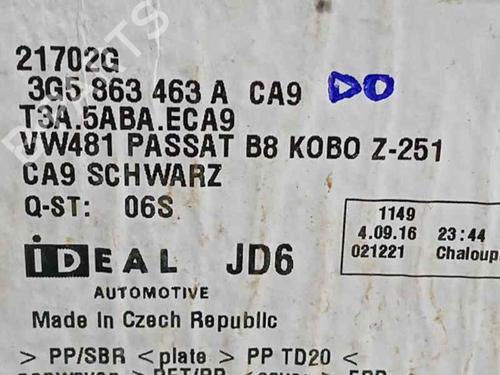 21702G
3G5 863 463 A CA9 DO
T3A.5ABA.ECA9
VW481 PASSAT B8 KOBO Z-251
CA9 SCHWARZ
Q-ST: 06S
1149
4.09.16 23:44
021221 Chaloup
iDEAL JD6
AUTOMOTIVE
Made In Czech Republic
> PP/SBR < plate > PP TD20 <